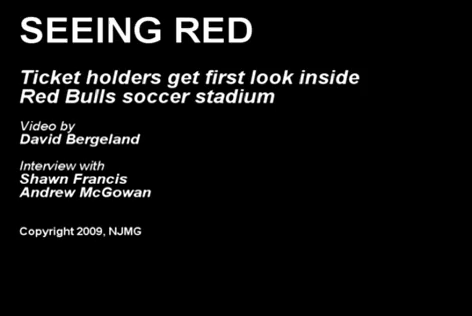 SEEING RED
Ticket holders get first look inside
Red Bulls soccer stadium
Video by
David Bergeland
Interview with
Shawn Francis
Andrew McGowan
Copyright 2009, NJMG